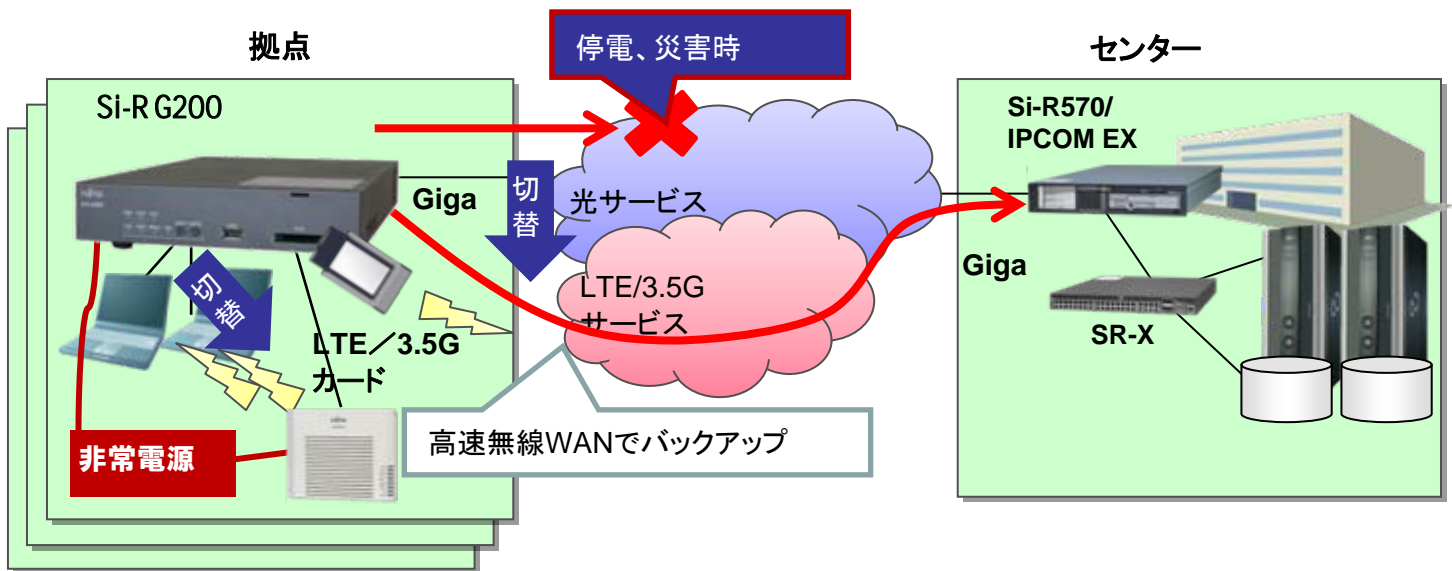 拠点
停電、災害時
センター
Si-R G200
Si-R570/
IPCOM EX
Giga
切
替
光サービス
Giga
LTE/3.5G
サービス
切
替
LTE／3.5G
カード
SR-X
非常電源
高速無線WANでバックアップ